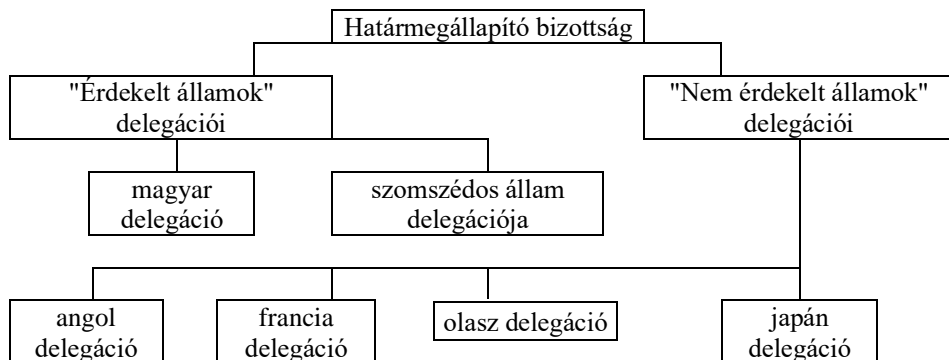 Határmegállapító bizottság
"Érdekelt államok"
delegációi
"Nem érdekelt államok"
delegációi
magyar
delegáció
szomszédos állam
delegációja
angol
delegáció
francia
delegáció
olasz delegáció
japán
delegáció